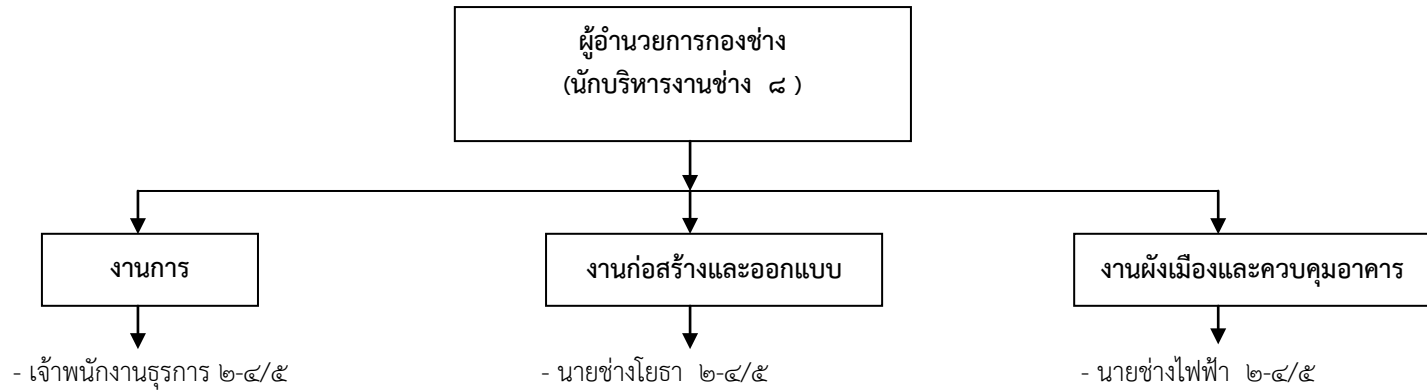 ผู้อำนวยการกองช่าง
(นักบริหารงานช่าง ๘ )
งานการ
งานก่อสร้างและออกแบบ
งานผังเมืองและควบคุมอาคาร
- เจ้าพนักงานธุรการ ๒-๔/๕
- นายช่างโยธา ๒-๔/๕
- นายช่างไฟฟ้า ๒-๔/๕